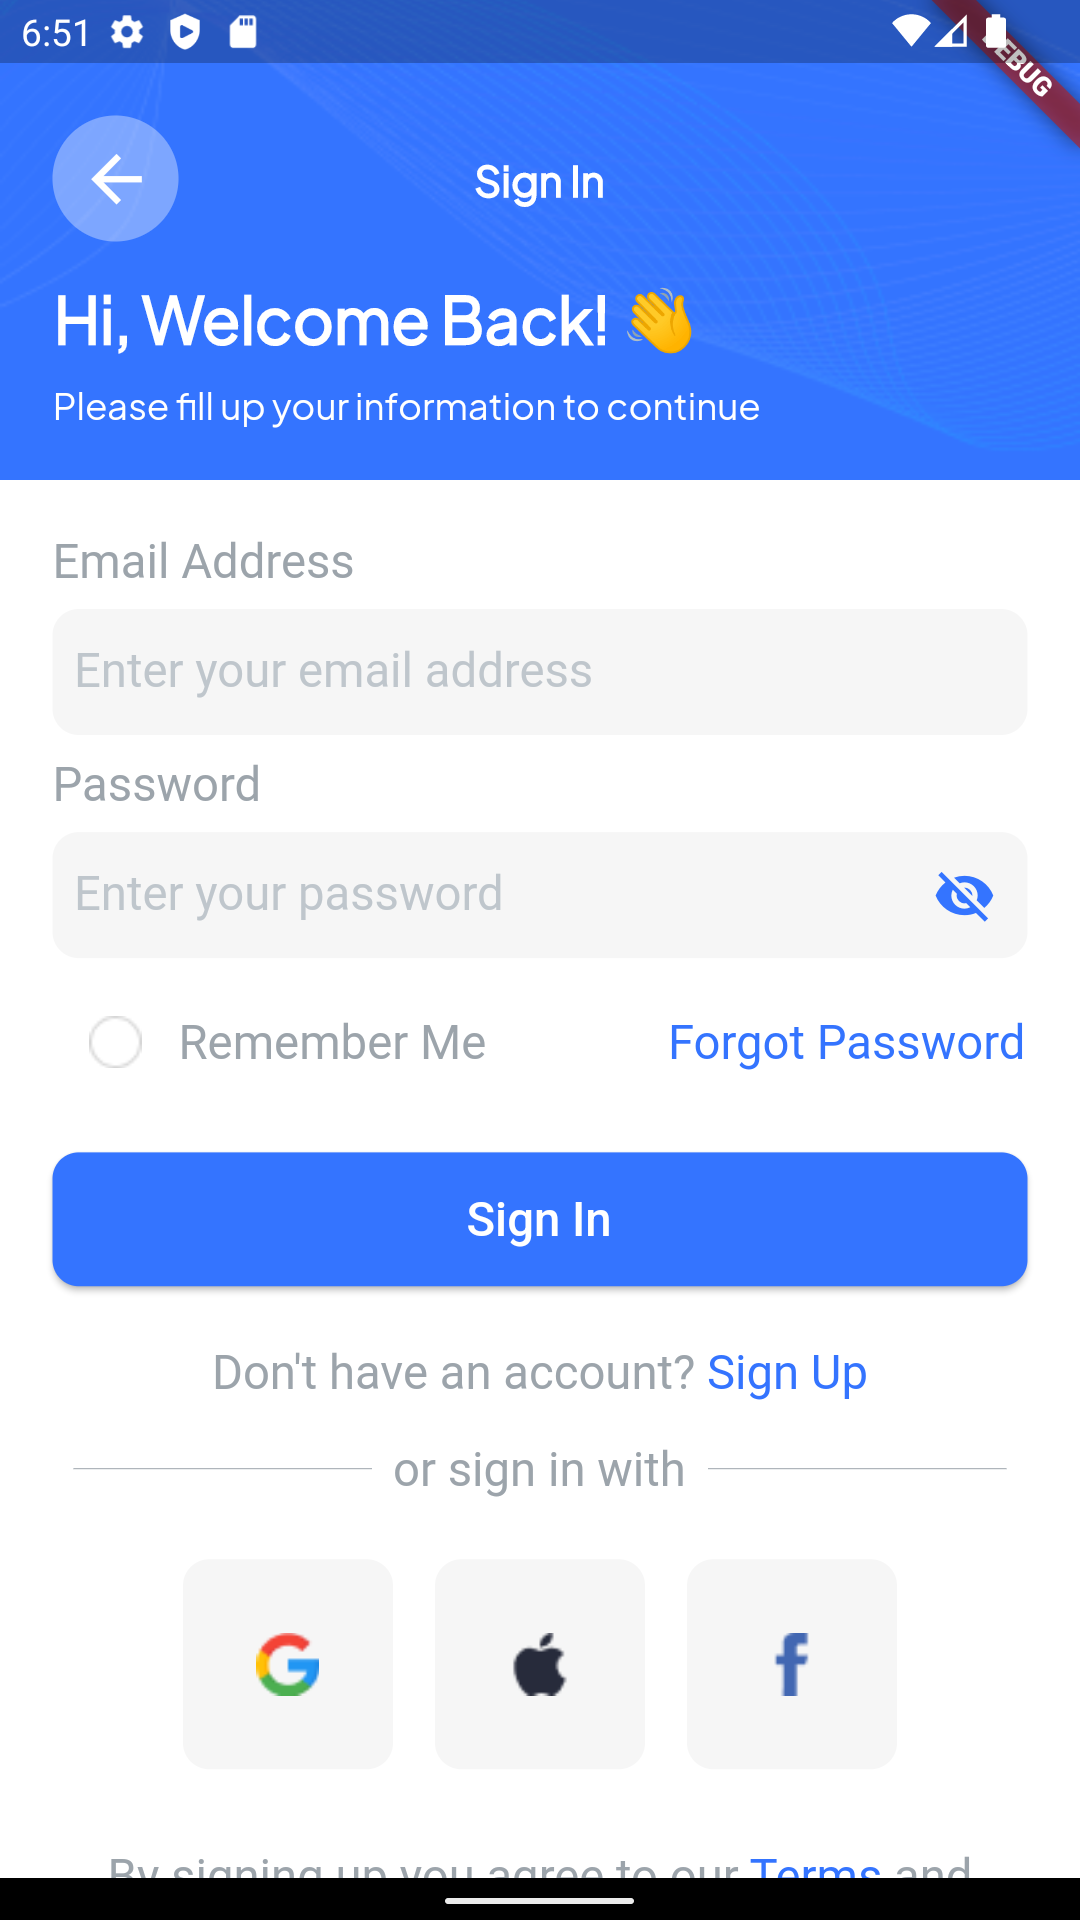 6:51
DEBUG
Sign In
Hi, Welcome Back! 👋
Please fill up your information to continue
Email Address
Enter your email address
Password
Enter your password
Remember Me
Forgot Password
Sign In
Don't have an account? Sign Up
or sign in with
By signing up you agree to our Terms and